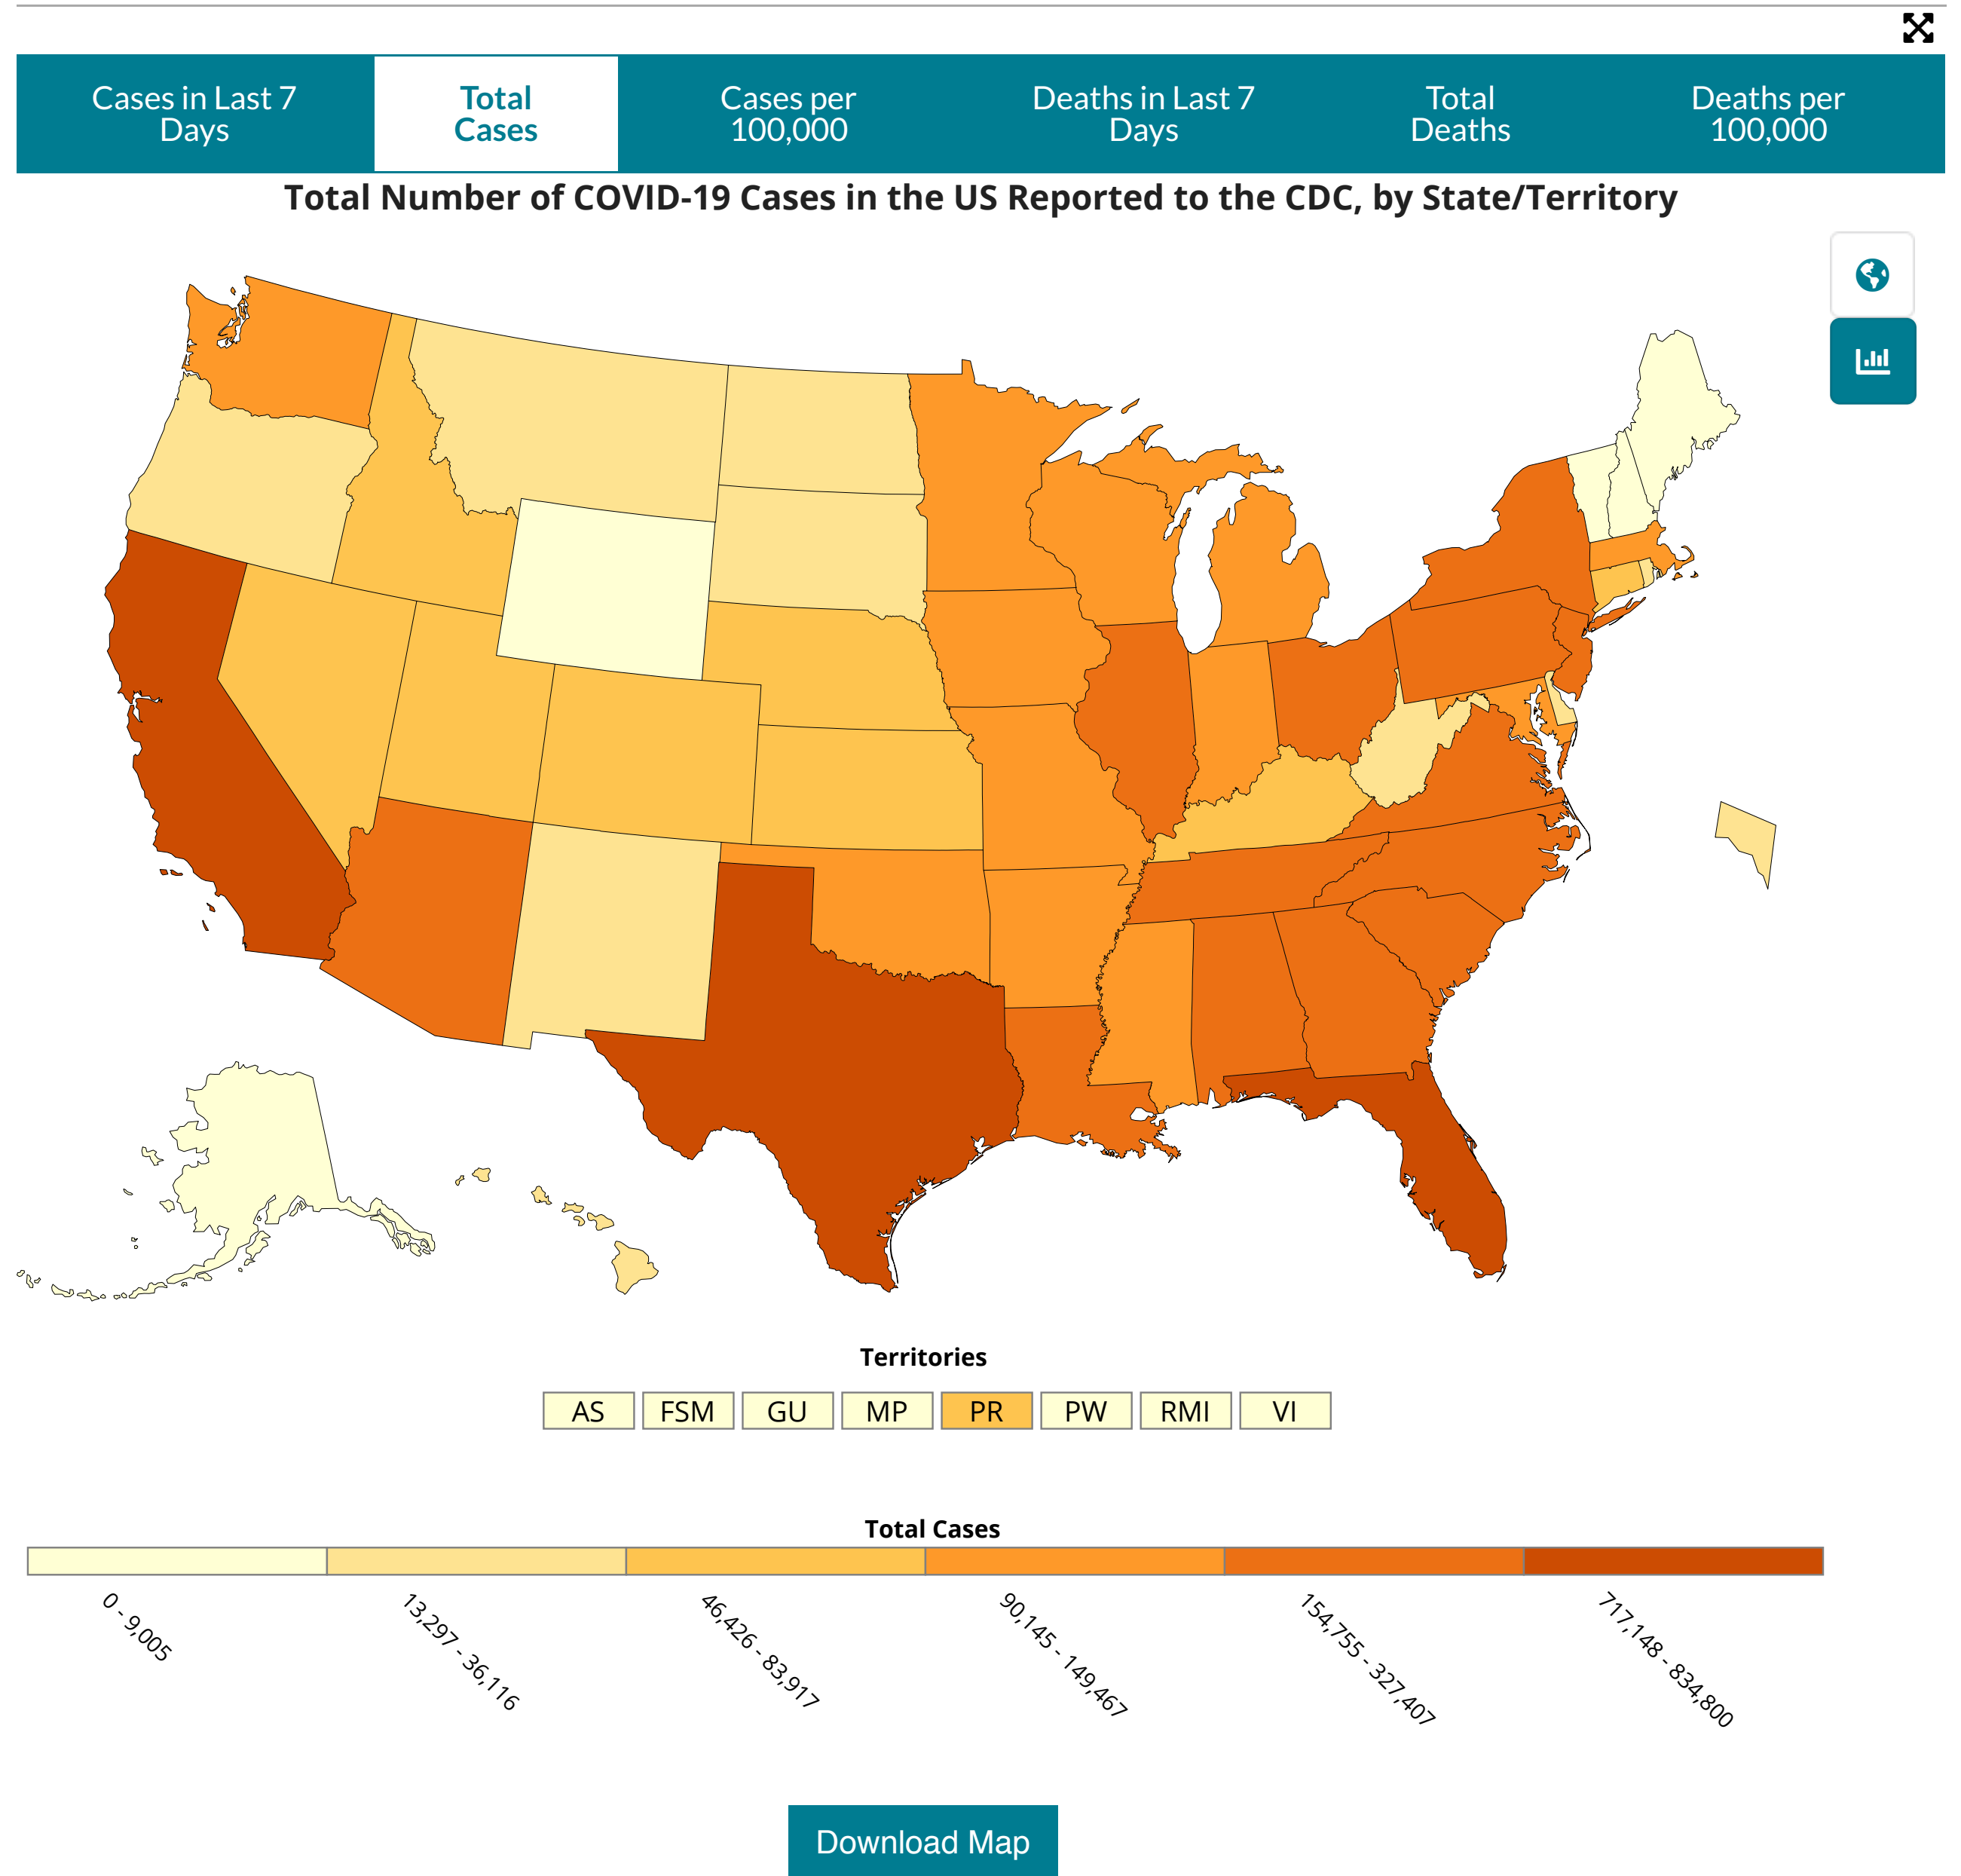 Cases in Last 7
Days
Total
Cases
Cases per
100,000
Deaths in Last 7
Days
Total
Deaths
Deaths per
100,000
Total Number of COVID-19 Cases in the US Reported to the CDC, by State/Territory
Territories
AS FSM GU MP PR PW RMI VI
Total Cases
0 - 9,005
13,297 - 36,116
46,426 - 83,917
90,145 - 149,467
154,755 - 327,407
717,148 - 834,800
Download Map